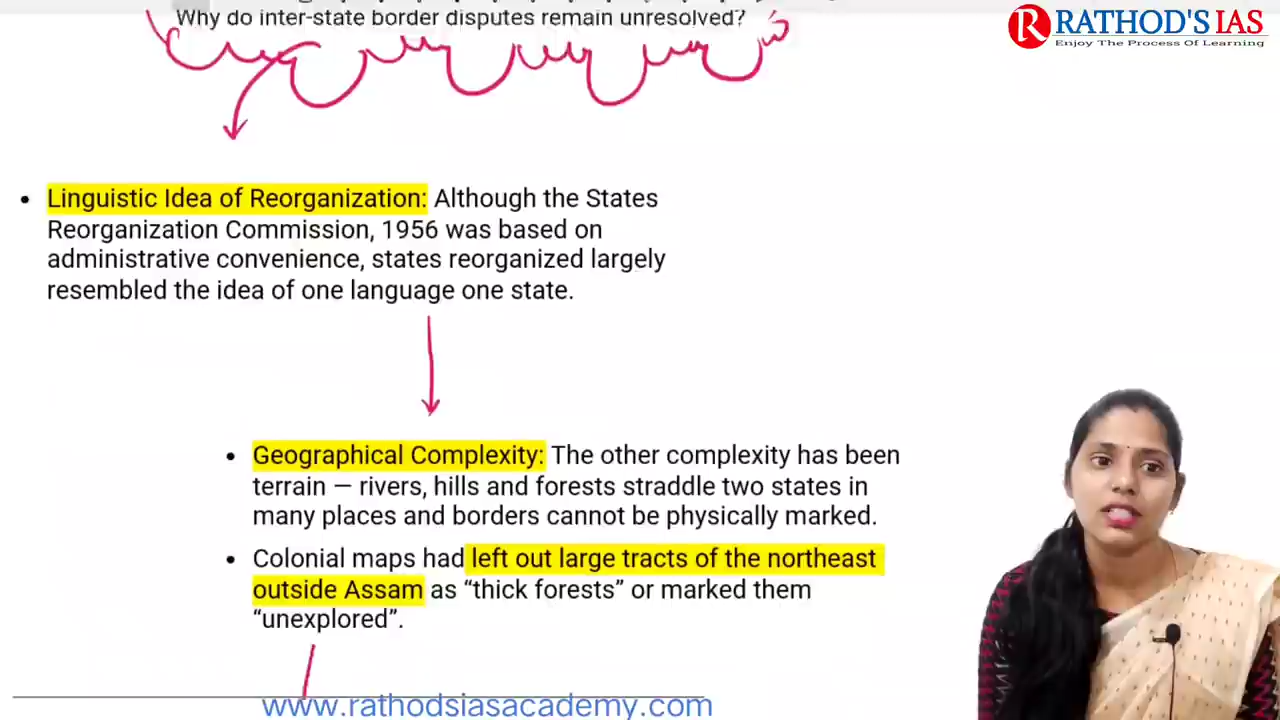 Why do inter-state border disputes remain unresolved?
R RATHOD'S IAS
Enjoy The Process Of Learning
• Linguistic Idea of Reorganization: Although the States
Reorganization Commission, 1956 was based on
administrative convenience, states reorganized largely
resembled the idea of one language one state.
• Geographical Complexity: The other complexity has been
terrain — rivers, hills and forests straddle two states in
many places and borders cannot be physically marked.
• Colonial maps had left out large tracts of the northeast
outside Assam as “thick forests” or marked them
“unexplored”.
www.rathodsiasacademy.com